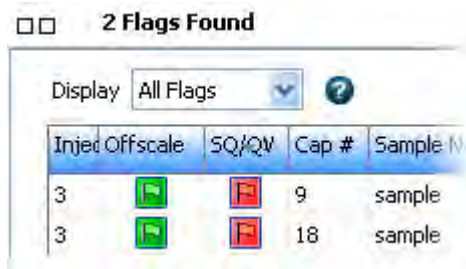 2 Flags Found
Display All Flags
Injec Offscale SQ/QV Cap # Sample
3 9 sample
3 18 sample